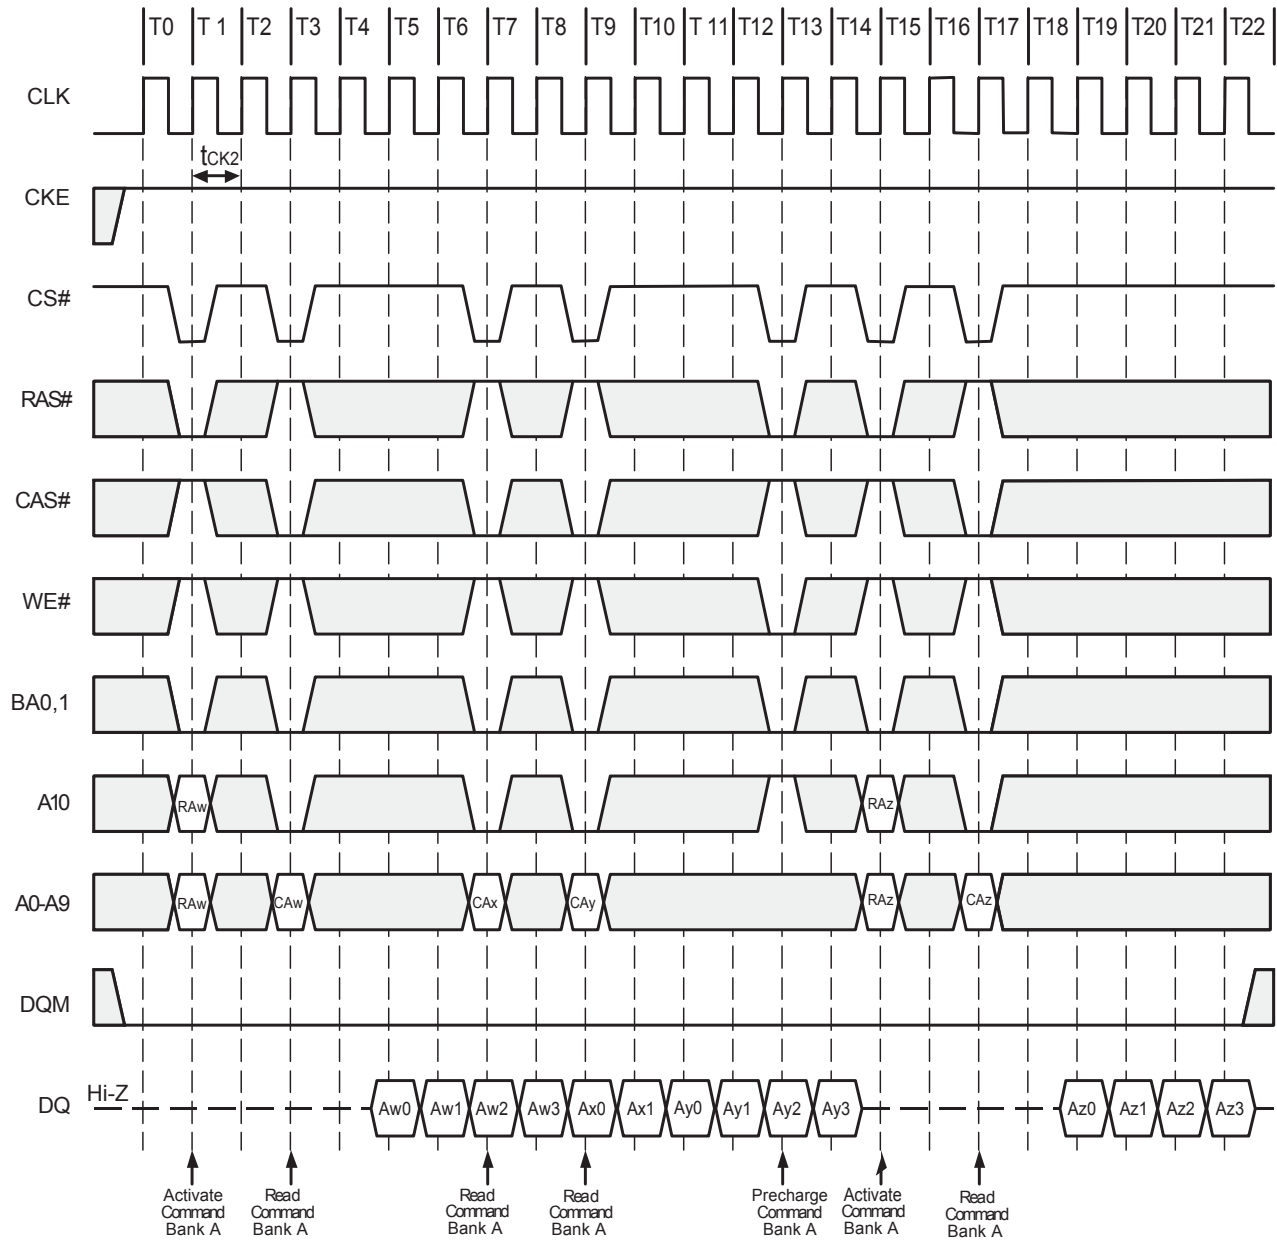 T0 T 1 T2 T3 T4 T5 T6 T7 T8 T9 T10 T 11 T12 T13 T14 T15 T16 T17 T18 T19 T20 T21 T22
CLK
tCK2
CKE
CS#
RAS#
CAS#
WE#
BA0,1
A10 RAw RAz
A0-A9 RAw CAw CAx CAy RAz CAz
DQM
DQ Hi-Z Aw0 Aw1 Aw2 Aw3 Ax0 Ax1 Ay0 Ay1 Ay2 Ay3 Az0 Az1 Az2 Az3
Activate
Command
Bank A
Read
Command
Bank A
Read
Command
Bank A
Read
Command
Bank A
Precharge
Command
Bank A
Activate
Command
Bank A
Read
Command
Bank A